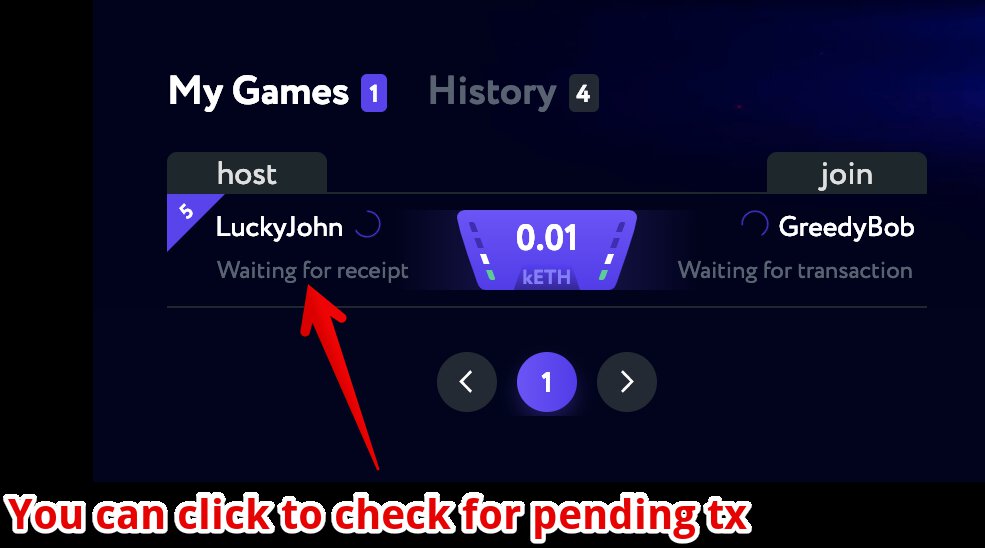 My Games 1 History 4
host join
5
LuckyJohn 0.01 GreedyBob
Waiting for receipt kETH Waiting for transaction
1
You can click to check for pending tx